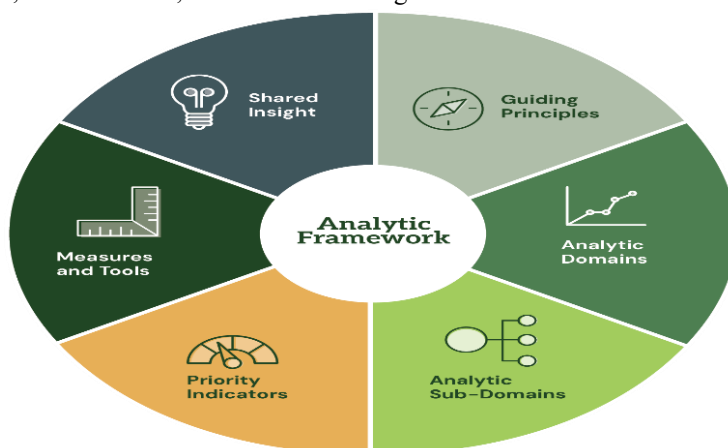 Shared
Insight
Guiding
Principles
Analytic
Framework
Measures
and Tools
Analytic
Domains
Priority
Indicators
Analytic
Sub-Domains